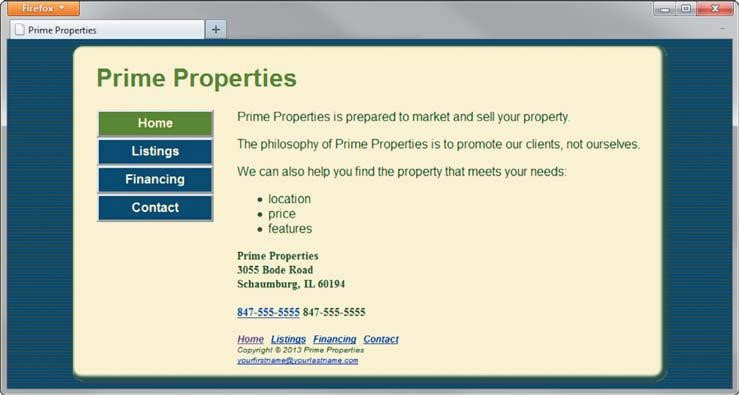 Firefox
Prime Properties
Prime Properties
Home
Listings
Financing
Contact
Prime Properties is prepared to market and sell your property.
The philosophy of Prime Properties is to promote our clients, not ourselves.
We can also help you find the property that meets your needs:
• location
• price
• features
Prime Properties
3055 Bode Road
Schaumburg, IL 60194
847-555-5555 847-555-5555
Home Listings Financing Contact
Copyright © 2013 Prime Properties
yourfirstname@yourlastname.com